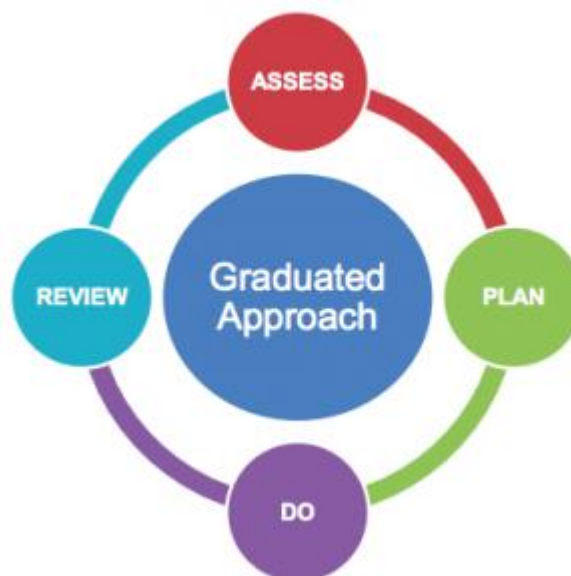 ASSESS
PLAN
DO
REVIEW
Graduated
Approach